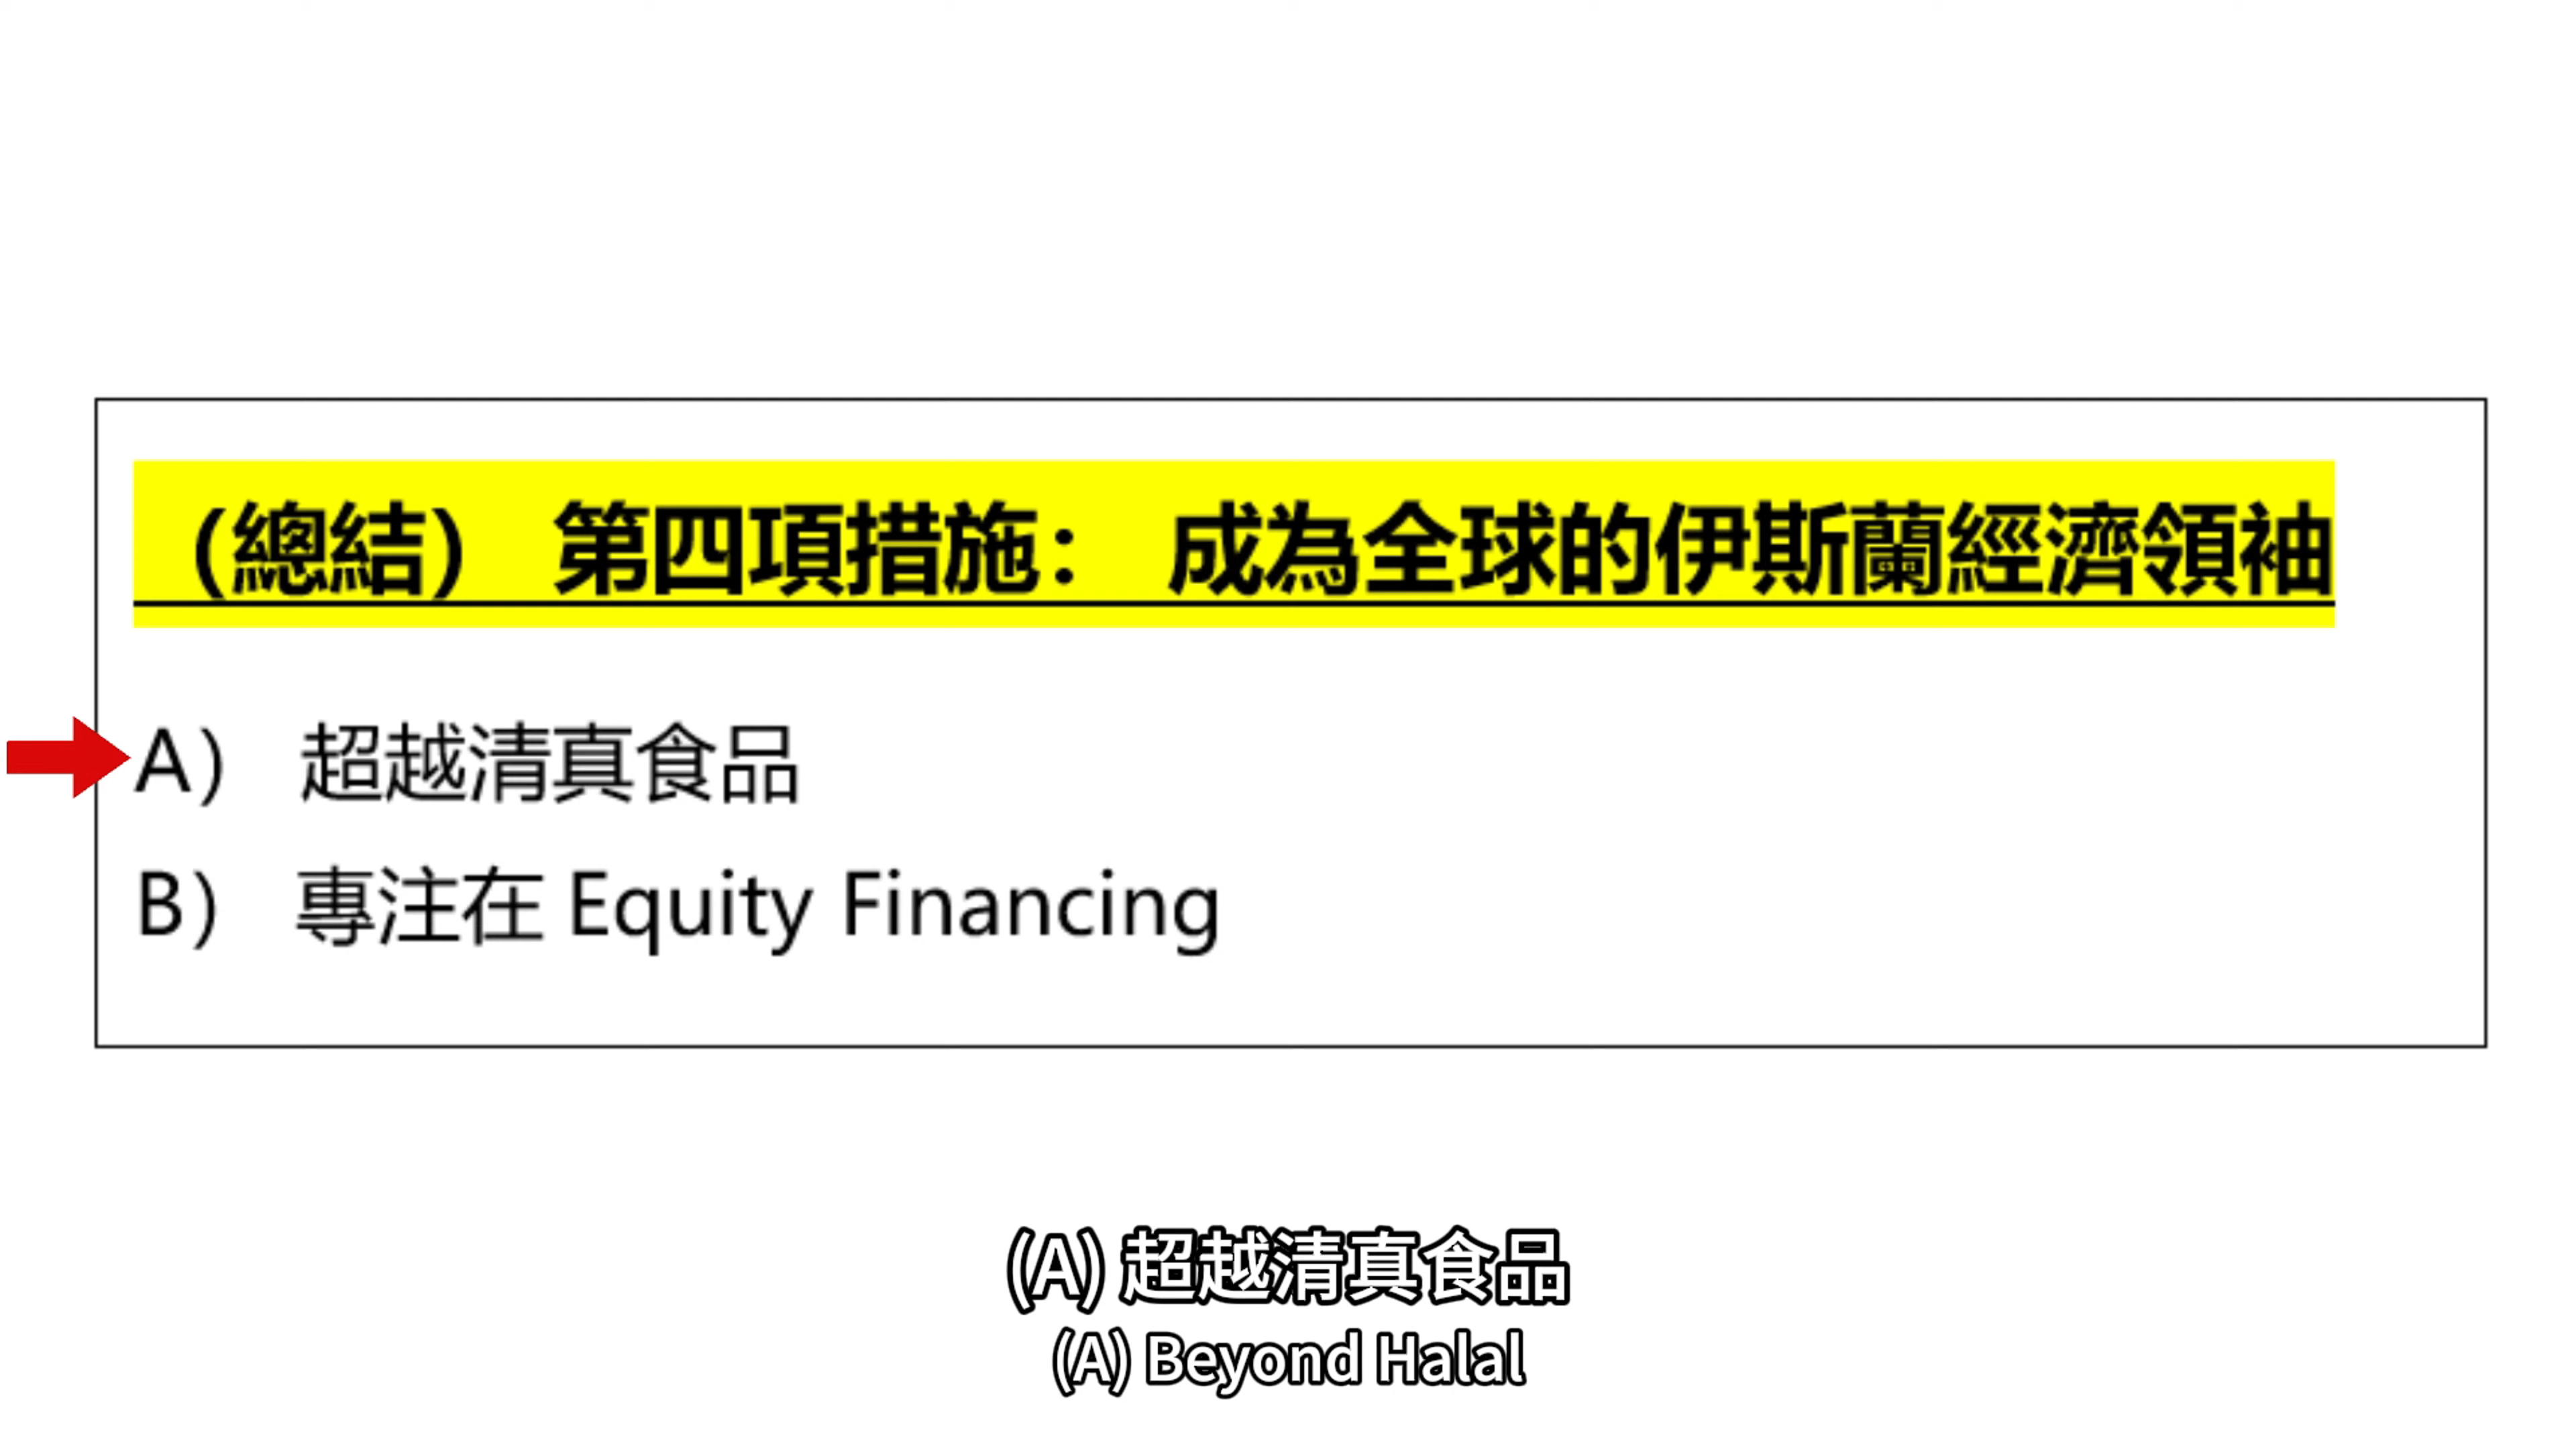 (總結) 第四項措施： 成為全球的伊斯蘭經濟領袖
A） 超越清真食品
B） 專注在 Equity Financing
(A) 超越清真食品
(A) Beyond Halal